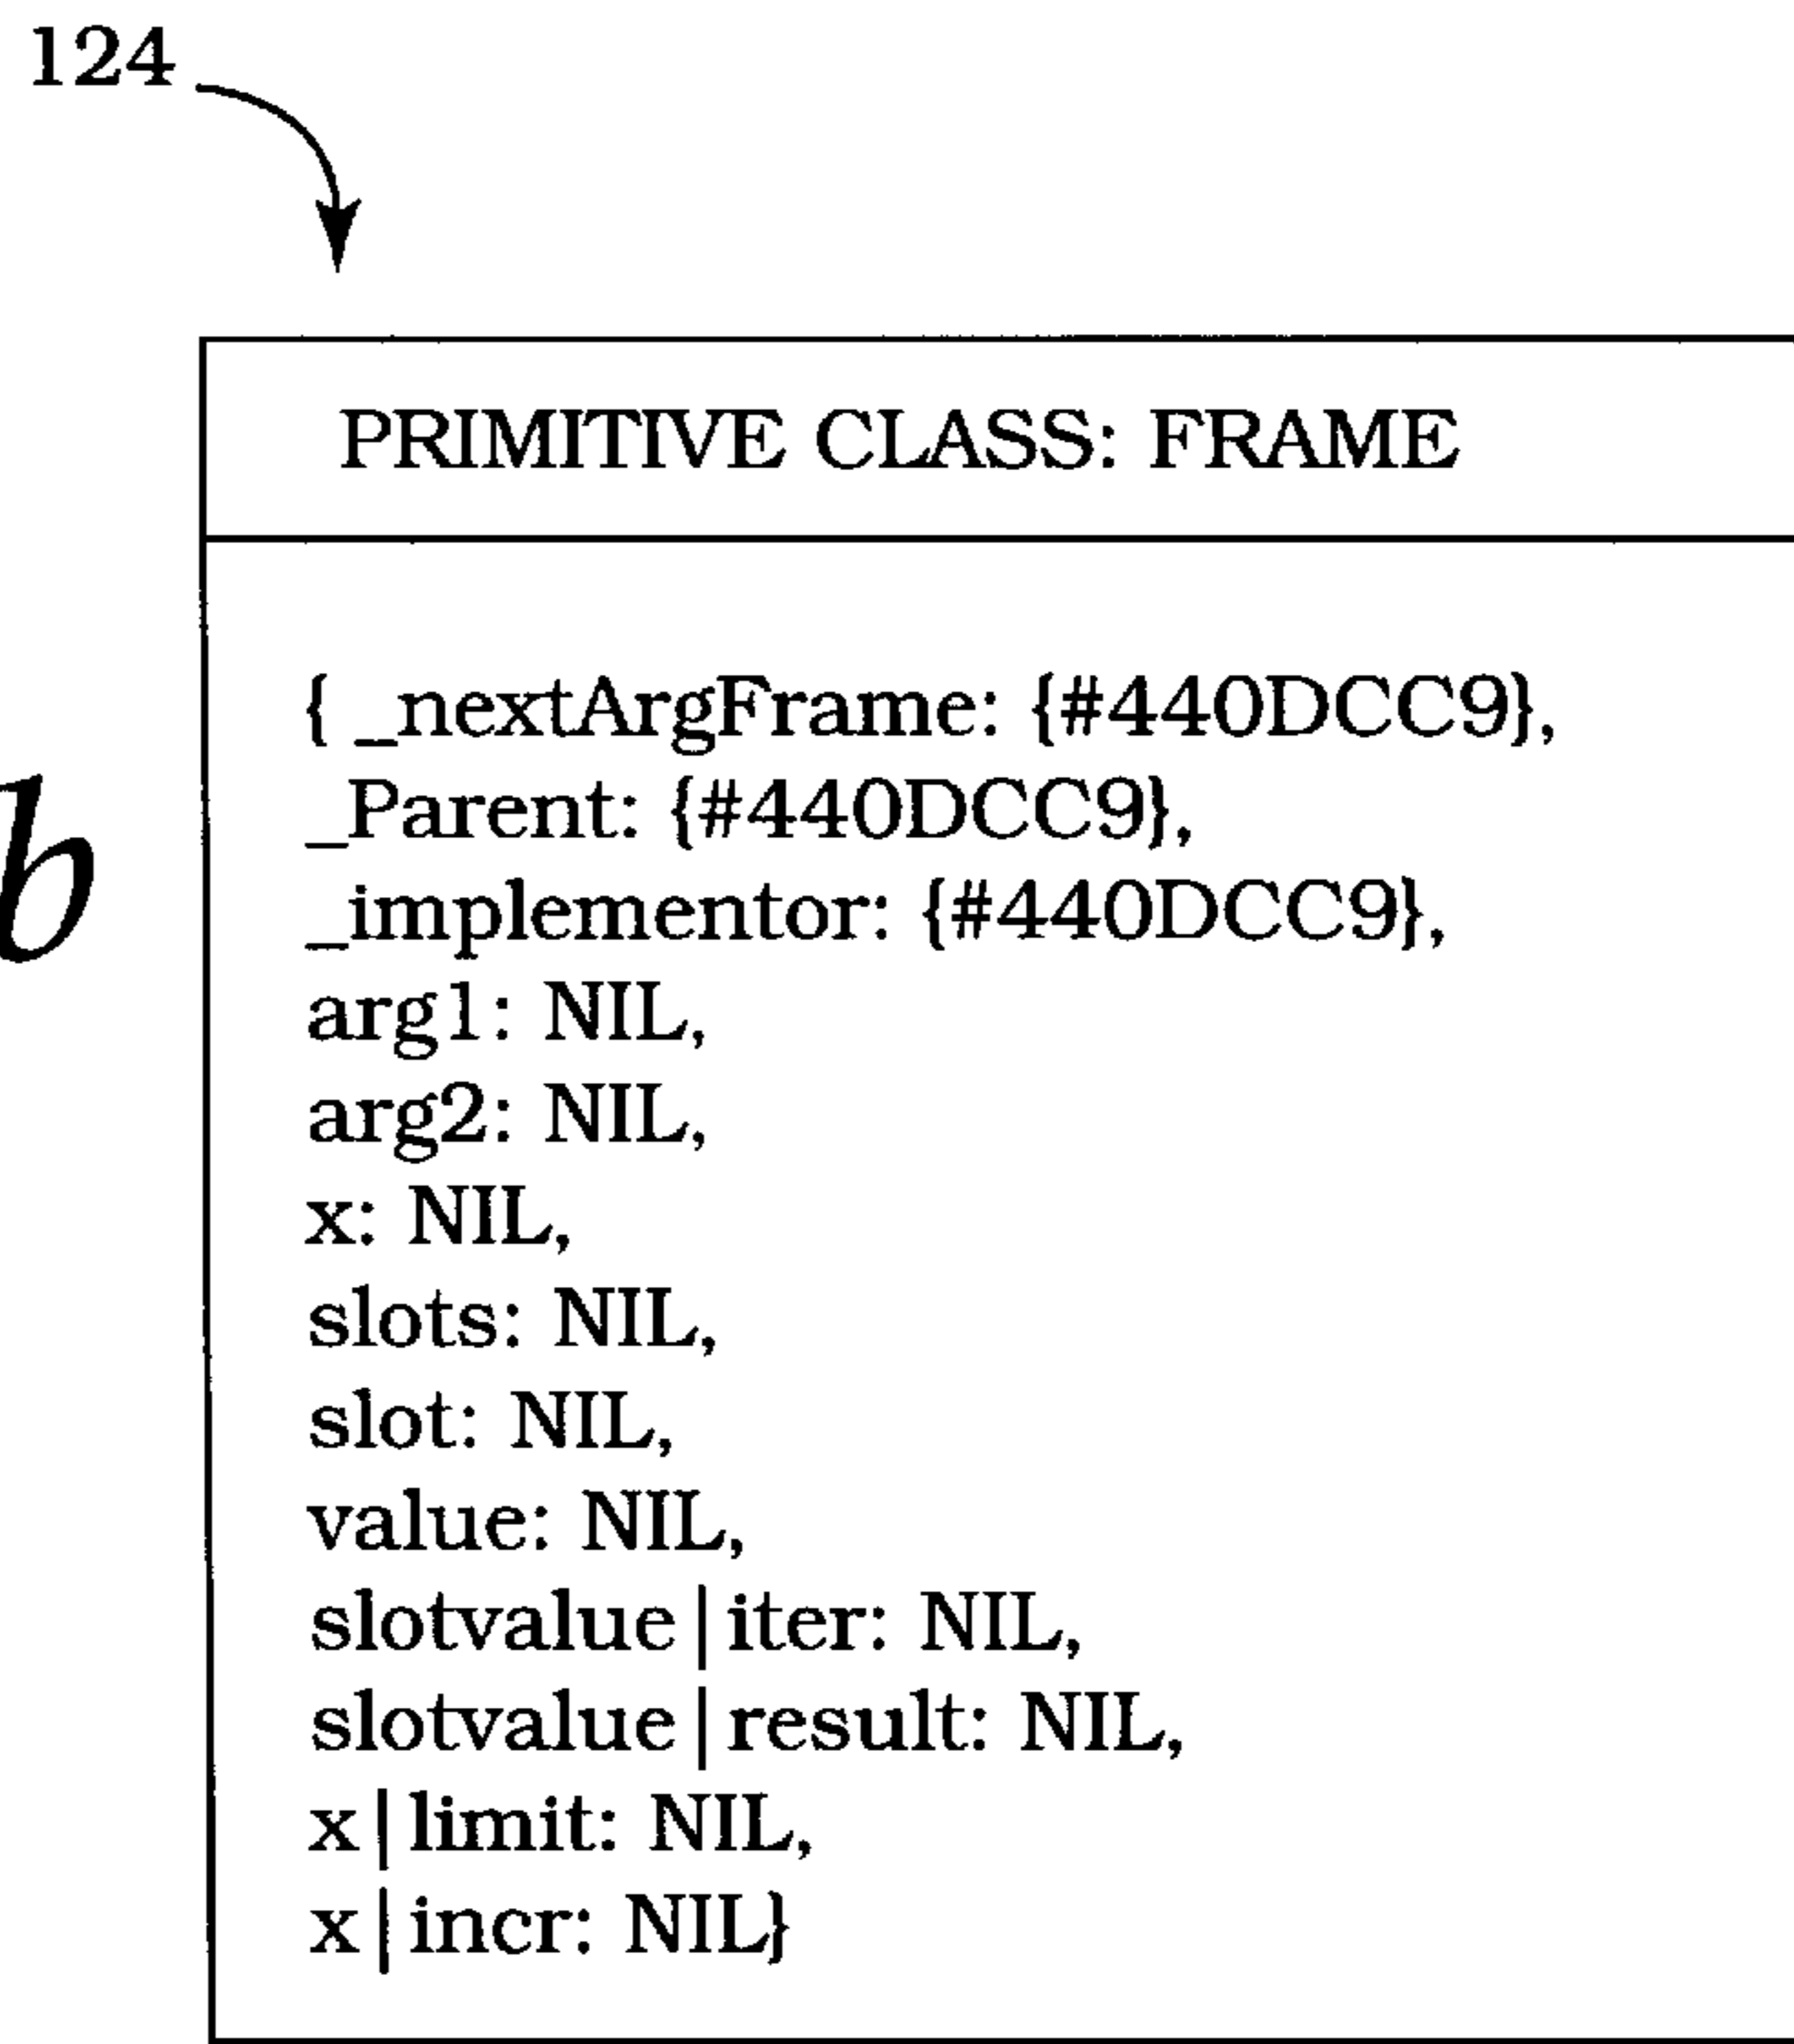 124
PRIMITIVE CLASS: FRAME
{ _nextArgFrame: {#440DCC9},
_Parent: {#440DCC9},
_implementor: {#440DCC9},
b
arg1: NIL,
arg2: NIL,
x: NIL,
slots: NIL,
slot: NIL,
value: NIL,
slotvalue|iter: NIL,
slotvalue|result: NIL,
x|limit: NIL,
x|incr: NIL}